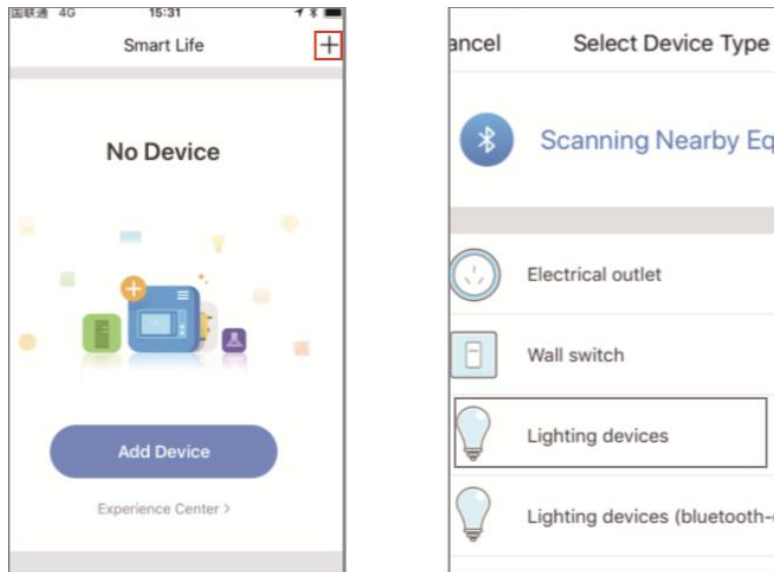 国联通 4G 15:31
Smart Life
No Device
Add Device
Experience Center >
ancel Select Device Type
Scanning Nearby Eq
Electrical outlet
Wall switch
Lighting devices
Lighting devices (bluetooth-